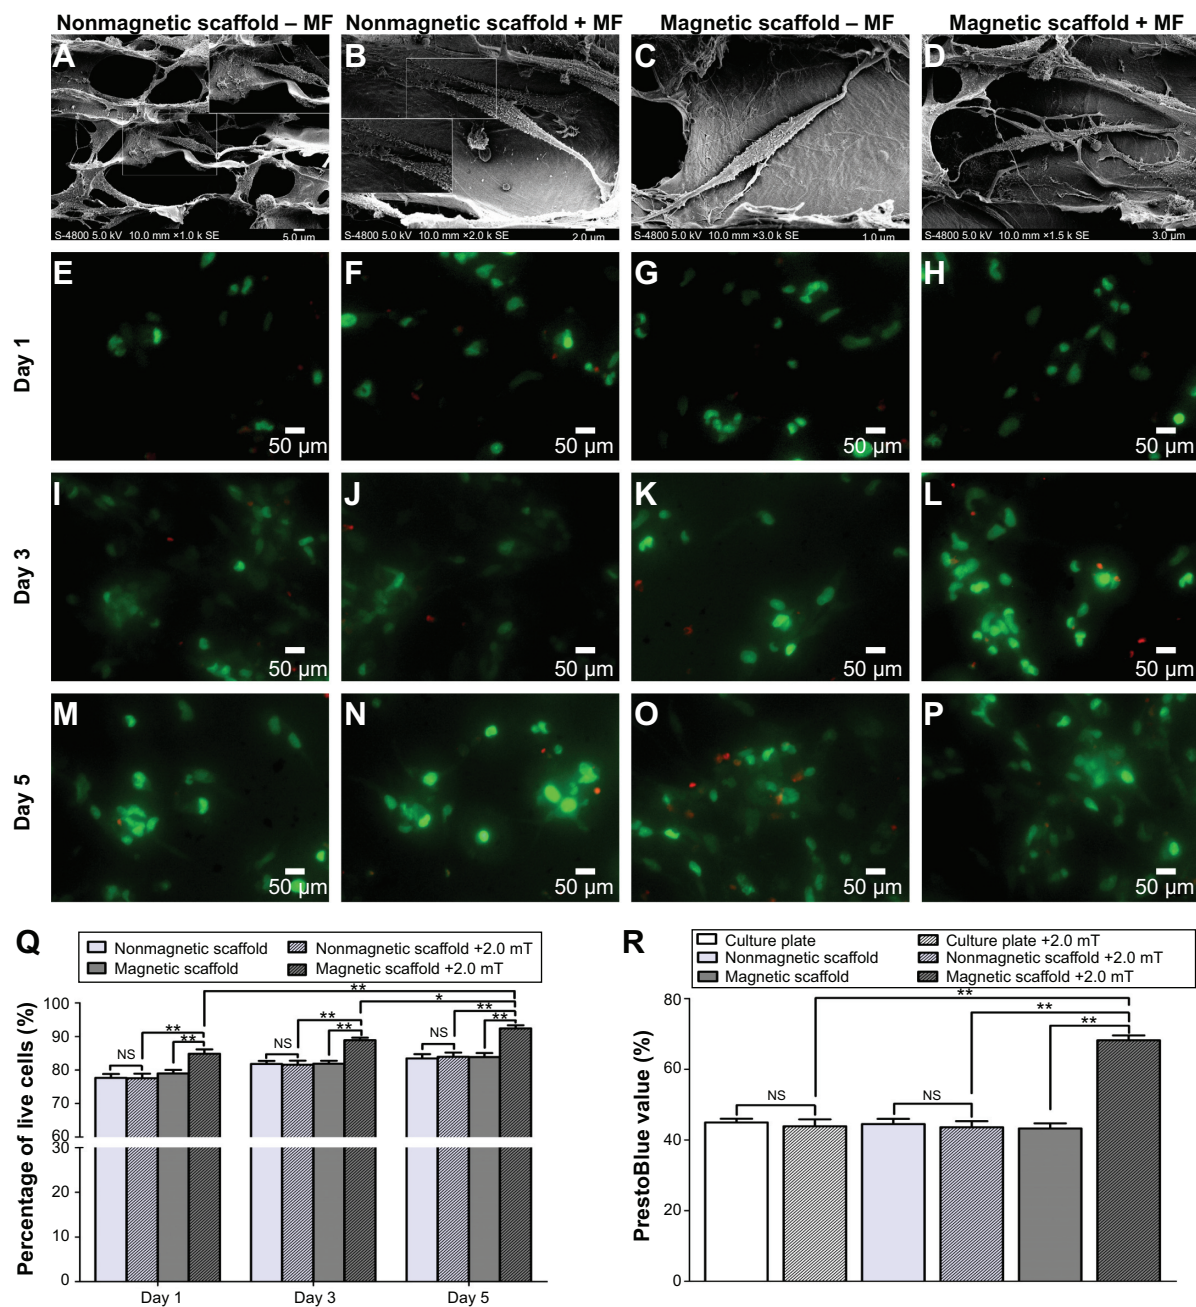 Nonmagnetic scaffold – MF
Nonmagnetic scaffold + MF
Magnetic scaffold – MF
Magnetic scaffold + MF
A
B
C
D
S-4800 5.0 kV 10.0 mm ×1.0 k SE 5.0 µm
S-4800 5.0 kV 10.0 mm ×2.0 k SE 2.0 µm
S-4800 5.0 kV 10.0 mm ×3.0 k SE 1.0 µm
S-4800 5.0 kV 10.0 mm ×1.5 k SE 3.0 µm
Day 1
E
F
G
H
50 µm
50 µm
50 µm
50 µm
Day 3
I
J
K
L
50 µm
50 µm
50 µm
50 µm
Day 5
M
N
O
P
50 µm
50 µm
50 µm
50 µm
Q
Nonmagnetic scaffold
Nonmagnetic scaffold +2.0 mT
Magnetic scaffold
Magnetic scaffold +2.0 mT
Percentage of live cells (%)
100
90
80
70
60
30
20
10
0
NS
**
**
NS
**
**
NS
**
**
**
*
Day 1
Day 3
Day 5
R
Culture plate
Culture plate +2.0 mT
Nonmagnetic scaffold
Nonmagnetic scaffold +2.0 mT
Magnetic scaffold
Magnetic scaffold +2.0 mT
PrestoBlue value (%)
80
60
40
20
0
NS
NS
**
**
**